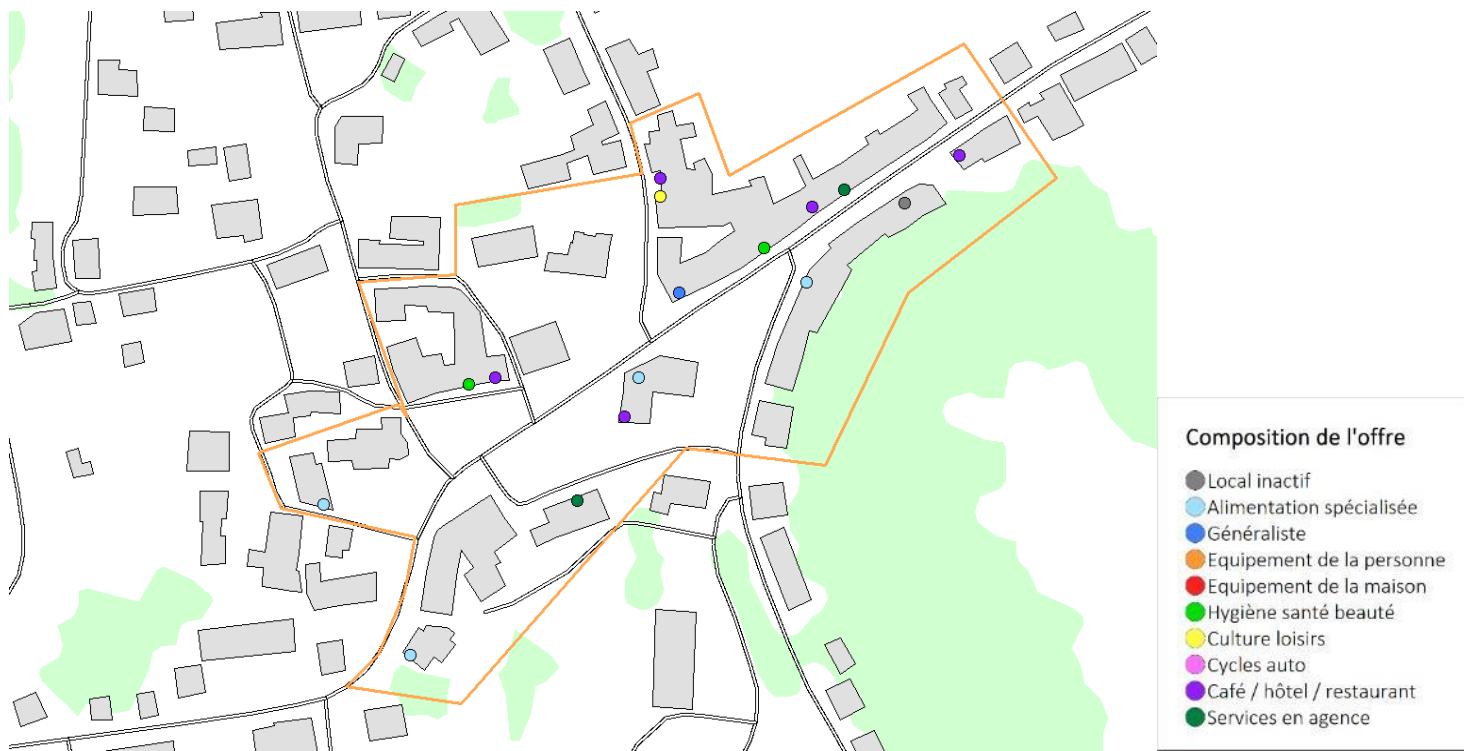 Composition de l'offre
Local inactif
Alimentation spécialisée
Généraliste
Equipement de la personne
Equipement de la maison
Hygiène santé beauté
Culture loisirs
Cycles auto
Café / hôtel / restaurant
Services en agence